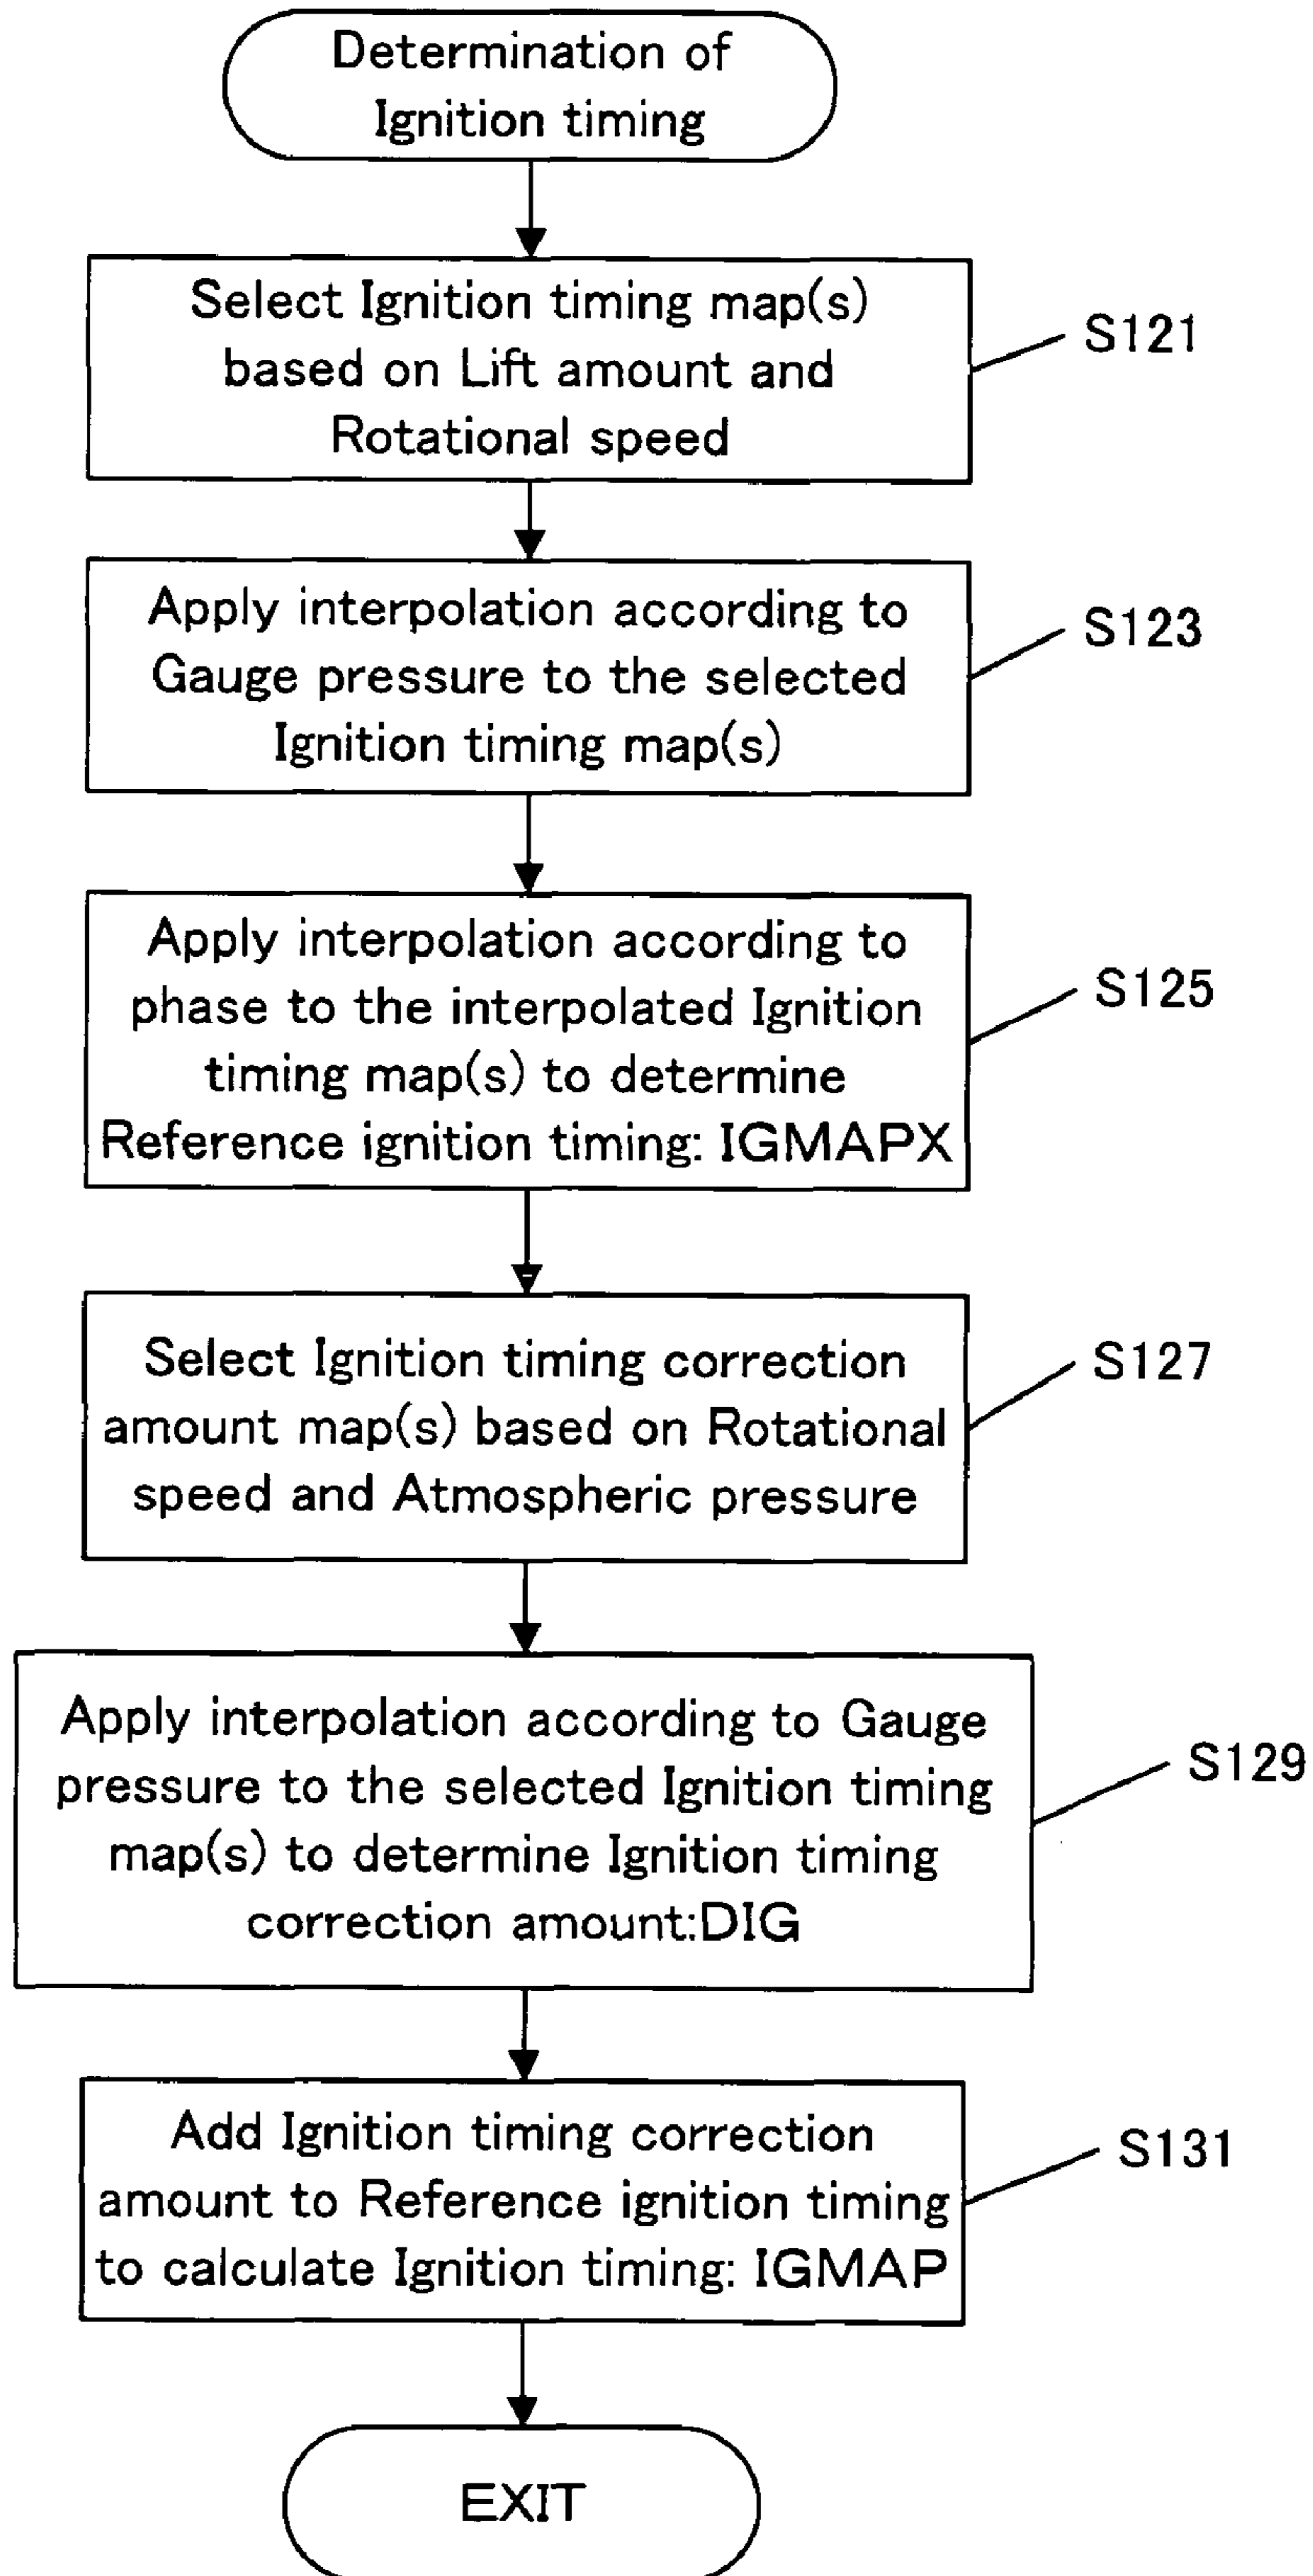 Determination of
Ignition timing
Select Ignition timing map(s)
based on Lift amount and
Rotational speed
S121
Apply interpolation according to
Gauge pressure to the selected
Ignition timing map(s)
S123
Apply interpolation according to
phase to the interpolated Ignition
timing map(s) to determine
Reference ignition timing: IGMAPX
S125
Select Ignition timing correction
amount map(s) based on Rotational
speed and Atmospheric pressure
S127
Apply interpolation according to Gauge
pressure to the selected Ignition timing
map(s) to determine Ignition timing
correction amount:DIG
S129
Add Ignition timing correction
amount to Reference ignition timing
to calculate Ignition timing: IGMAP
S131
EXIT